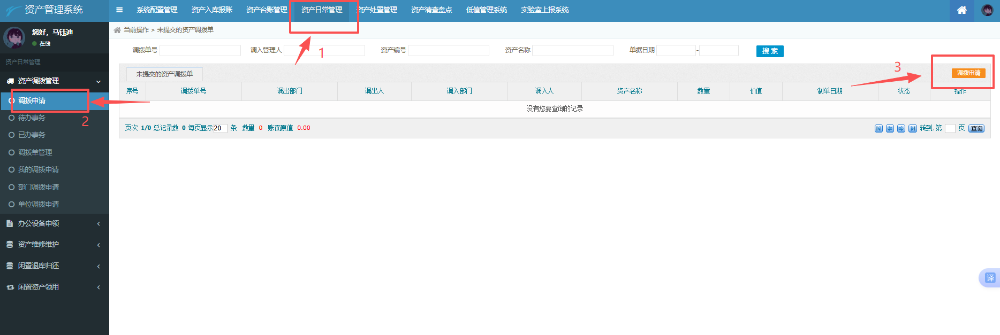 资产管理系统
系统配置管理 资产入库报账 资产台账管理 资产日常管理 资产处置管理 资产清查盘点 低值管理系统 实验室上报系统
您好，马钰迪
在线
资产日常管理
资产调拨管理
调拨申请
待办事务
已办事务
调拨单管理
我的调拨申请
部门调拨申请
单位调拨申请
办公设备申领
资产维修维护
闲置退库归还
闲置资产领用
当前操作 > 未提交的资产调拨单
调拨单号 调入管理人 资产编号 资产名称 单据日期 - 搜 索
1
2
3
未提交的资产调拨单 调拨申请
序号 调拨单号 调出部门 调出人 调入部门 调入人 资产名称 数量 价值 制单日期 状态 操作
没有您要查询的记录
页次 1/0 总记录数 0 每页显示20 条 数量 0 账面原值 0.00 转到, 第 页 查询
译